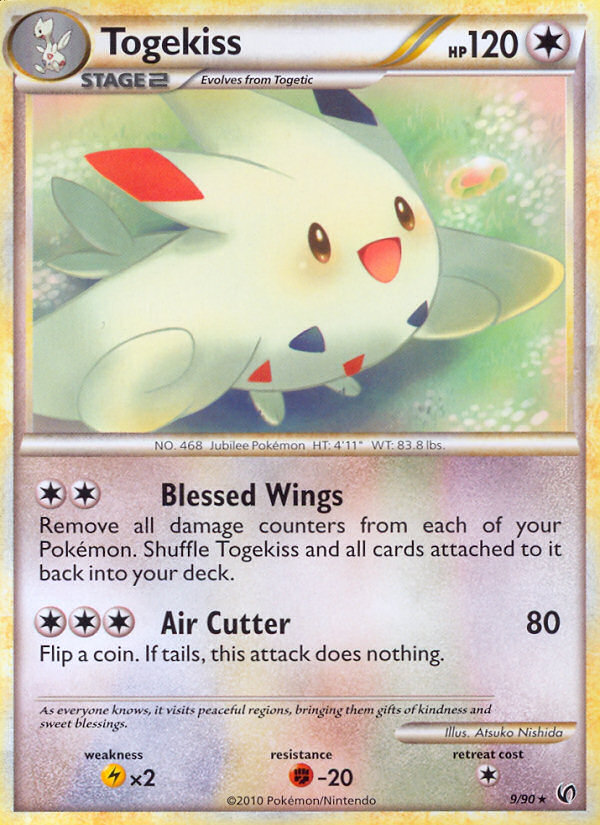 Togekiss
HP 120
STAGE 2
Evolves from Togetic
NO. 468 Jubilee Pokémon HT: 4'11" WT: 83.8 lbs.
Blessed Wings
Remove all damage counters from each of your
Pokémon. Shuffle Togekiss and all cards attached to it
back into your deck.
Air Cutter 80
Flip a coin. If tails, this attack does nothing.
As everyone knows, it visits peaceful regions, bringing them gifts of kindness and
sweet blessings.
Illus. Atsuko Nishida
weakness resistance retreat cost
×2 -20
©2010 Pokémon/Nintendo 9/90 ★